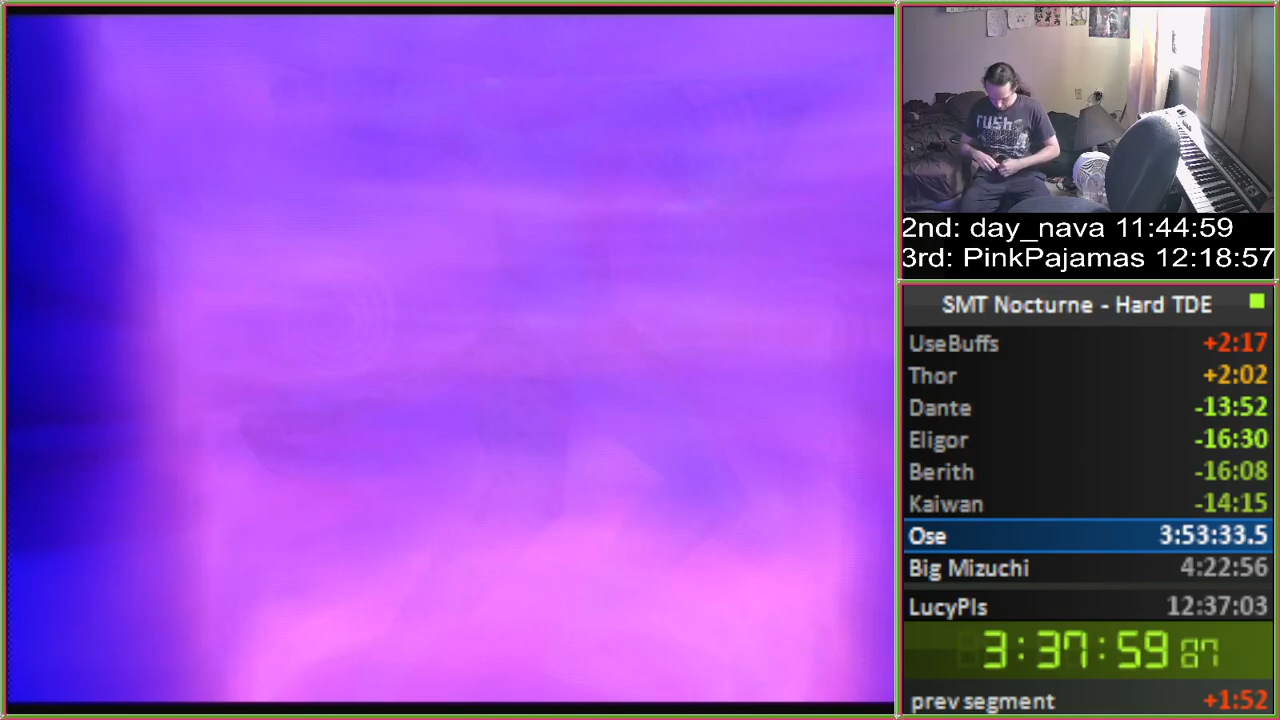 rush
2nd: day_nava 11:44:59
3rd: PinkPajamas 12:18:57
SMT Nocturne - Hard TDE
UseBuffs +2:17
Thor +2:02
Dante -13:52
Eligor -16:30
Berith -16:08
Kaiwan -14:15
Ose 3:53:33.5
Big Mizuchi 4:22:56
LucyPls 12:37:03
3:37:59 87
prev segment +1:52